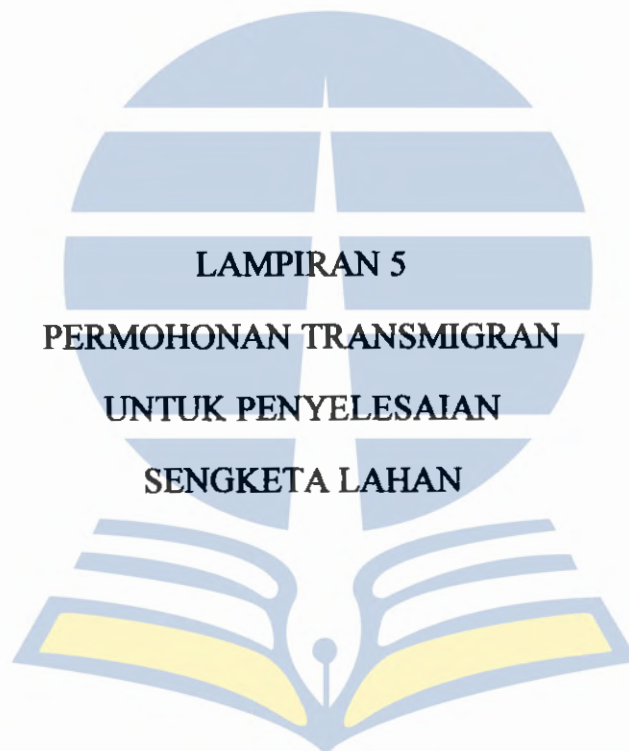 LAMPIRAN 5
PERMOHONAN TRANSMIGRAN
UNTUK PENYELESAIAN
SENGKETA LAHAN